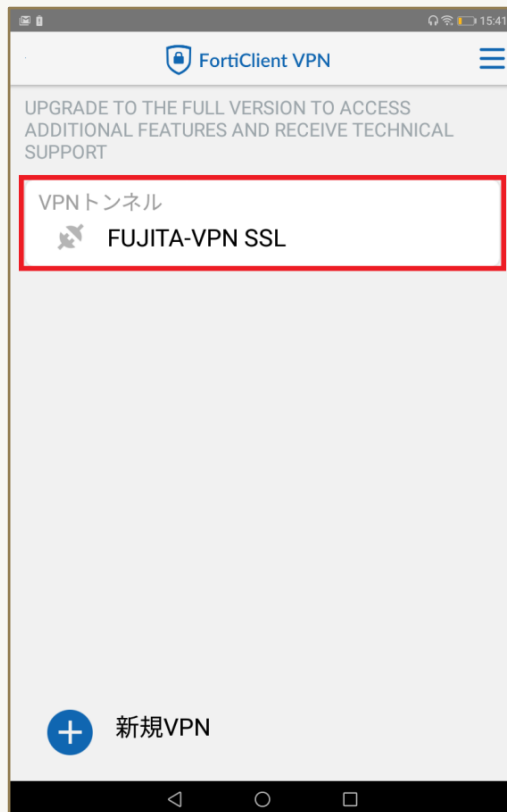 15:41
FortiClient VPN
UPGRADE TO THE FULL VERSION TO ACCESS
ADDITIONAL FEATURES AND RECEIVE TECHNICAL
SUPPORT
VPNトンネル
FUJITA-VPN SSL
新規VPN